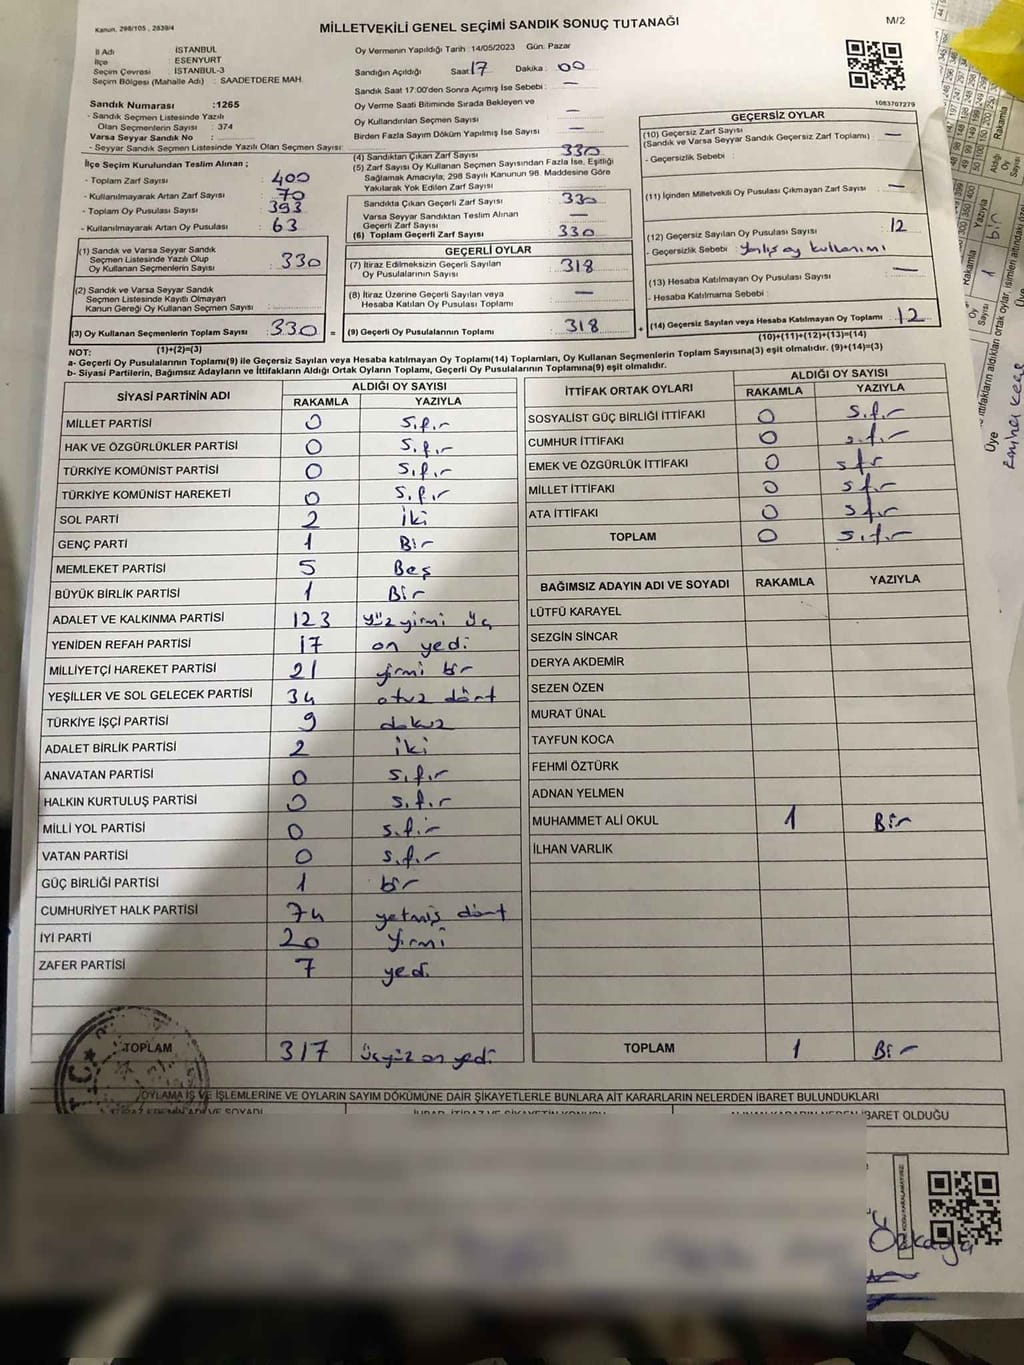 Kanun, 298/105 , 2839/4
MİLLETVEKİLİ GENEL SEÇİMİ SANDIK SONUÇ TUTANAĞI
M/2
İl Adı İSTANBUL
İlçe : ESENYURT
Seçim Çevresi : İSTANBUL-3
Seçim Bölgesi (Mahalle Adı) : SAADETDERE MAH.
Sandık Numarası :1265
- Sandık Seçmen Listesinde Yazılı
Olan Seçmenlerin Sayısı : 374
Varsa Seyyar Sandık No :
- Seyyar Sandık Seçmen Listesinde Yazılı Olan Seçmen Sayısı
İlçe Seçim Kurulundan Teslim Alınan ;
- Toplam Zarf Sayısı : 400
- Kullanılmayarak Artan Zarf Sayısı : 70
- Toplam Oy Pusulası Sayısı : 393
- Kullanılmayarak Artan Oy Pusulası : 63
(1) Sandık ve Varsa Seyyar Sandık
Seçmen Listesinde Yazılı Olup
Oy Kullanan Seçmenlerin Sayısı : 330
(2) Sandık ve Varsa Seyyar Sandık
Seçmen Listesinde Kayıtlı Olmayan
Kanun Gereği Oy Kullanan Seçmen Sayısı :
(3) Oy Kullanan Seçmenlerin Toplam Sayısı : 330 =
(1)+(2)=(3)
Oy Vermenin Yapıldığı Tarih :14/05/2023 Gün: Pazar
Sandığın Açıldığı Saat 17 Dakika : 00
Sandık Saat 17:00'den Sonra Açımış İse Sebebi : —
Oy Verme Saati Bitiminde Sırada Bekleyen ve
Oy Kullandırılan Seçmen Sayısı —
Birden Fazla Sayım Döküm Yapılmış İse Sayısı —
(4) Sandıktan Çıkan Zarf Sayısı 330
(5) Zarf Sayısı Oy Kullanan Seçmen Sayısından Fazla İse, Eşitliği
Sağlamak Amacıyla; 298 Sayılı Kanunun 98. Maddesine Göre
Yakılarak Yok Edilen Zarf Sayısı
Sandıkta Çıkan Geçerli Zarf Sayısı : 330
Varsa Seyyar Sandıktan Teslim Alınan
Geçerli Zarf Sayısı : —
(6) Toplam Geçerli Zarf Sayısı : 330
GEÇERLİ OYLAR
(7) İtiraz Edilmeksizin Geçerli Sayılan
Oy Pusulalarının Sayısı : 318
(8) İtiraz Üzerine Geçerli Sayılan veya
Hesaba Katılan Oy Pusulası Toplamı : —
(9) Geçerli Oy Pusulalarının Toplamı : 318 +
1083707279
GEÇERSİZ OYLAR
(10) Geçersiz Zarf Sayısı
(Sandık ve Varsa Seyyar Sandık Geçersiz Zarf Toplamı) : —
- Geçersizlik Sebebi :
(11) İçinden Milletvekili Oy Pusulası Çıkmayan Zarf Sayısı : —
(12) Geçersiz Sayılan Oy Pusulası Sayısı : 12
- Geçersizlik Sebebi : Yanlış oy kullanımı
(13) Hesaba Katılmayan Oy Pusulası Sayısı : —
- Hesaba Katılmama Sebebi :
(14) Geçersiz Sayılan veya Hesaba Katılmayan Oy Toplamı : 12
(10)+(11)+(12)+(13)=(14)
NOT:
a- Geçerli Oy Pusulalarının Toplamı(9) ile Geçersiz Sayılan veya Hesaba katılmayan Oy Toplamı(14) Toplamları, Oy Kullanan Seçmenlerin Toplam Sayısına(3) eşit olmalıdır. (9)+(14)=(3)
b- Siyasi Partilerin, Bağımsız Adayların ve İttifakların Aldığı Ortak Oyların Toplamı, Geçerli Oy Pusulalarının Toplamına(9) eşit olmalıdır.
SİYASİ PARTİNİN ADI ALDIĞI OY SAYISI
RAKAMLA YAZIYLA
MİLLET PARTİSİ 0 Sıfır
HAK VE ÖZGÜRLÜKLER PARTİSİ 0 Sıfır
TÜRKİYE KOMÜNİST PARTİSİ 0 Sıfır
TÜRKİYE KOMÜNİST HAREKETİ 0 Sıfır
SOL PARTİ 2 iki
GENÇ PARTİ 1 Bir
MEMLEKET PARTİSİ 5 Beş
BÜYÜK BİRLİK PARTİSİ 1 Bir
ADALET VE KALKINMA PARTİSİ 123 yüz yirmi üç
YENİDEN REFAH PARTİSİ 17 on yedi
MİLLİYETÇİ HAREKET PARTİSİ 21 yirmi bir
YEŞİLLER VE SOL GELECEK PARTİSİ 34 otuz dört
TÜRKİYE İŞÇİ PARTİSİ 9 dokuz
ADALET BİRLİK PARTİSİ 2 iki
ANAVATAN PARTİSİ 0 Sıfır
HALKIN KURTULUŞ PARTİSİ 0 Sıfır
MİLLİ YOL PARTİSİ 0 Sıfır
VATAN PARTİSİ 0 Sıfır
GÜÇ BİRLİĞİ PARTİSİ 1 bir
CUMHURİYET HALK PARTİSİ 74 yetmiş dört
İYİ PARTİ 20 yirmi
ZAFER PARTİSİ 7 yedi
TOPLAM 317 üçyüz on yedi
İTTİFAK ORTAK OYLARI ALDIĞI OY SAYISI
RAKAMLA YAZIYLA
SOSYALİST GÜÇ BİRLİĞİ İTTİFAKI 0 Sıfır
CUMHUR İTTİFAKI 0 sıfır
EMEK VE ÖZGÜRLÜK İTTİFAKI 0 sıfır
MİLLET İTTİFAKI 0 sıfır
ATA İTTİFAKI 0 sıfır
TOPLAM 0 sıfır
BAĞIMSIZ ADAYIN ADI VE SOYADI RAKAMLA YAZIYLA
LÜTFÜ KARAYEL
SEZGİN SİNCAR
DERYA AKDEMİR
SEZEN ÖZEN
MURAT ÜNAL
TAYFUN KOCA
FEHMİ ÖZTÜRK
ADNAN YELMEN
MUHAMMET ALİ OKUL 1 Bir
İLHAN VARLIK
TOPLAM 1 Bir
OYLAMA İŞ VE İŞLEMLERİNE VE OYLARIN SAYIM DÖKÜMÜNE DAİR ŞİKAYETLERLE BUNLARA AİT KARARLARIN NELERDEN İBARET BULUNDUKLARI
İBARET OLDUĞU
T.C.
Özkaya
Rakamla
Yazıyla
bir
Aldığı Oy Sayısı
Üye